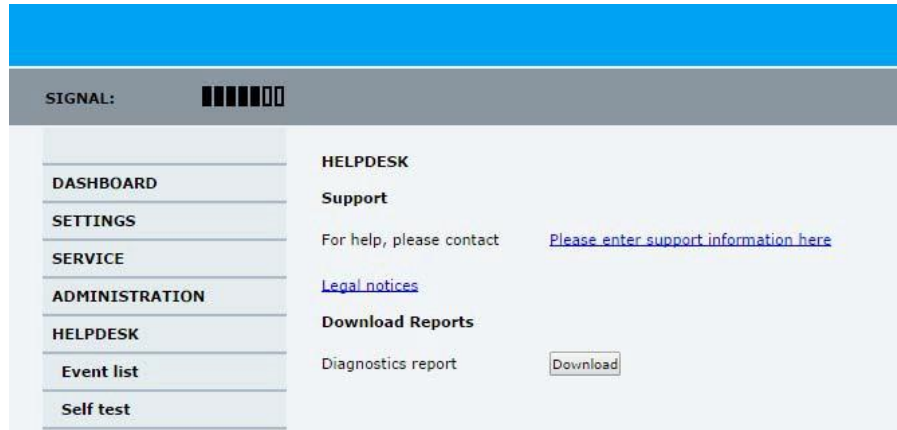 SIGNAL:
DASHBOARD
SETTINGS
SERVICE
ADMINISTRATION
HELPDESK
Event list
Self test
HELPDESK
Support
For help, please contact Please enter support information here
Legal notices
Download Reports
Diagnostics report Download